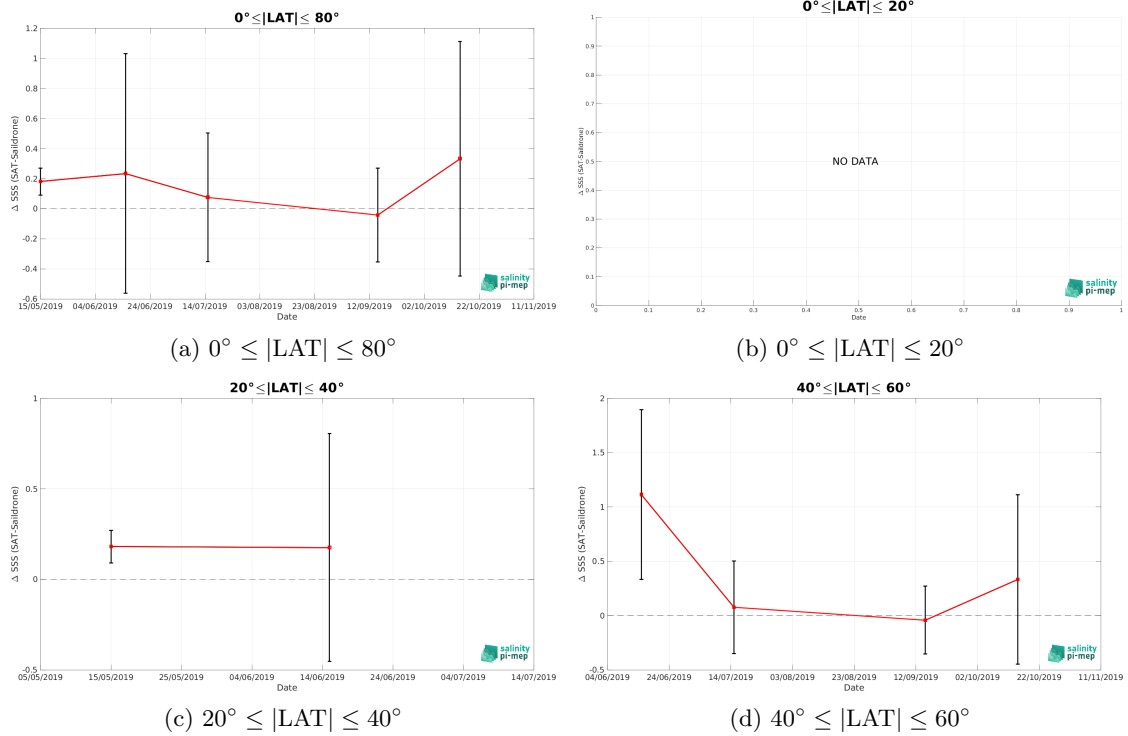 0°≤|LAT|≤ 80°
1.2
1
0.8
0.6
0.4
0.2
0
-0.2
-0.4
-0.6
Δ SSS (SAT-Saildrone)
15/05/2019 04/06/2019 24/06/2019 14/07/2019 03/08/2019 23/08/2019 12/09/2019 02/10/2019 22/10/2019 11/11/2019
Date
salinity
pi-mep
(a) 0° ≤ |LAT| ≤ 80°
0°≤|LAT|≤ 20°
1
0.9
0.8
0.7
0.6
0.5
0.4
0.3
0.2
0.1
0
Δ SSS (SAT-Saildrone)
NO DATA
0 0.1 0.2 0.3 0.4 0.5 0.6 0.7 0.8 0.9 1
Date
salinity
pi-mep
(b) 0° ≤ |LAT| ≤ 20°
20°≤|LAT|≤ 40°
1
0.5
0
-0.5
Δ SSS (SAT-Saildrone)
05/05/2019 15/05/2019 25/05/2019 04/06/2019 14/06/2019 24/06/2019 04/07/2019 14/07/2019
Date
salinity
pi-mep
(c) 20° ≤ |LAT| ≤ 40°
40°≤|LAT|≤ 60°
2
1.5
1
0.5
0
-0.5
Δ SSS (SAT-Saildrone)
04/06/2019 24/06/2019 14/07/2019 03/08/2019 23/08/2019 12/09/2019 02/10/2019 22/10/2019 11/11/2019
Date
salinity
pi-mep
(d) 40° ≤ |LAT| ≤ 60°